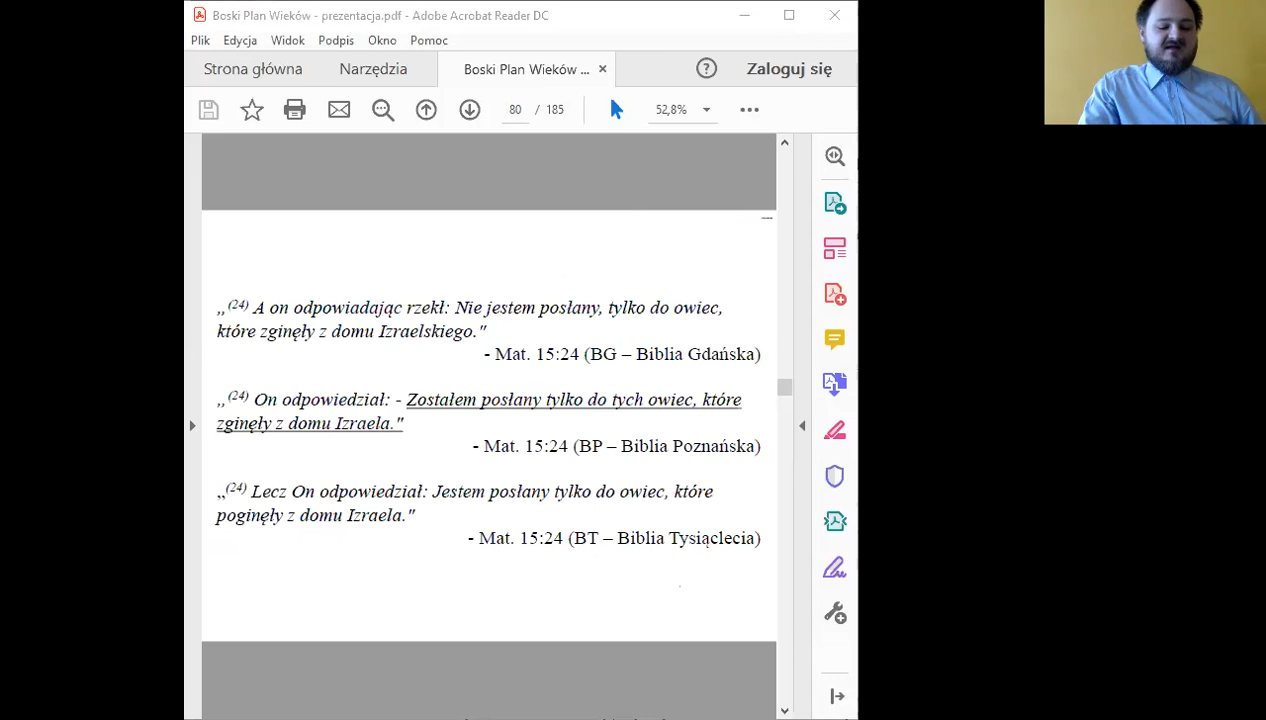 Boski Plan Wieków - prezentacja.pdf - Adobe Acrobat Reader DC
Plik Edycja Widok Podpis Okno Pomoc
Strona główna Narzędzia Boski Plan Wieków ... Zaloguj się
80 / 185 52,8%
„(24) A on odpowiadając rzekł: Nie jestem posłany, tylko do owiec,
które zginęły z domu Izraelskiego."
- Mat. 15:24 (BG – Biblia Gdańska)
„(24) On odpowiedział: - Zostałem posłany tylko do tych owiec, które
zginęły z domu Izraela."
- Mat. 15:24 (BP – Biblia Poznańska)
„(24) Lecz On odpowiedział: Jestem posłany tylko do owiec, które
poginęły z domu Izraela."
- Mat. 15:24 (BT – Biblia Tysiąclecia)